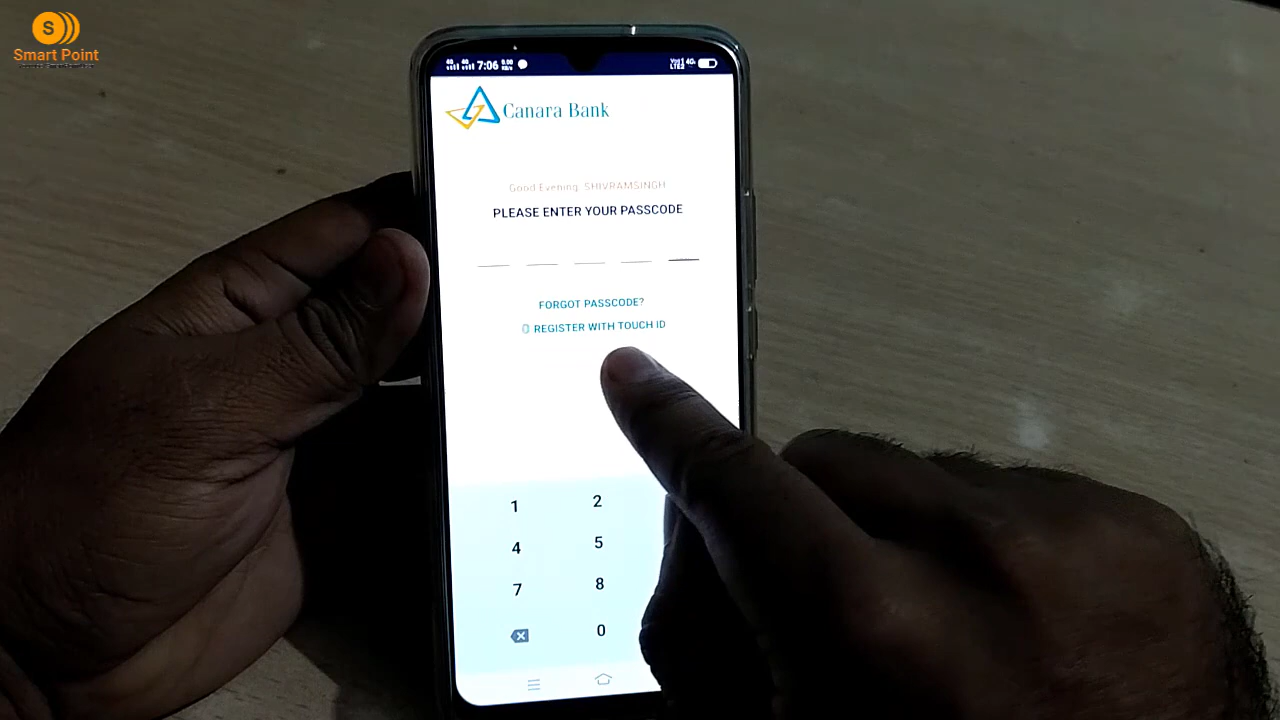 S
Smart Point
7:06
Canara Bank
Good Evening, SHIVRAMSINGH
PLEASE ENTER YOUR PASSCODE
FORGOT PASSCODE?
REGISTER WITH TOUCH ID
1 2
4 5
7 8
0